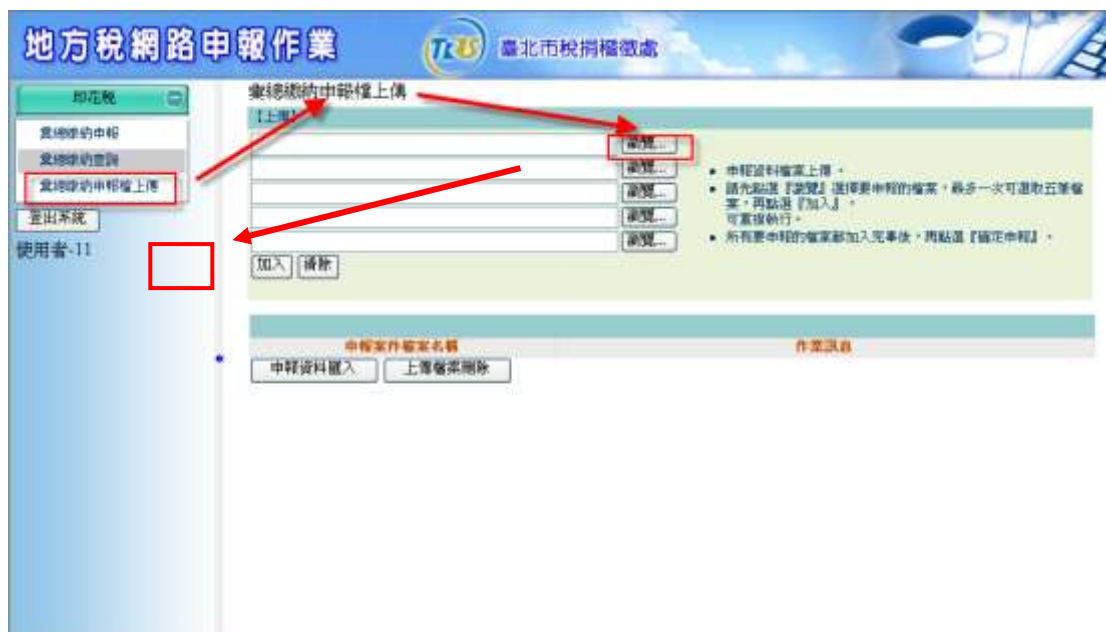 地方稅網路申報作業
臺北市稅捐稽徵處
印花稅
彙總繳納申報
彙總繳納查詢
彙總繳納申報檔上傳
登出系統
使用者-11
彙總繳納申報檔上傳
【上傳】
瀏覽...
瀏覽...
瀏覽...
瀏覽...
瀏覽...
加入 清除
• 申報資料檔案上傳。
• 請先點選『瀏覽』選擇要申報的檔案，最多一次可選取五筆檔
案，再點選『加入』。
可重複執行。
• 所有要申報的檔案都加入完畢後，再點選『確定申報』。
申報案件檔案名稱 作業訊息
申報資料匯入 上傳檔案刪除